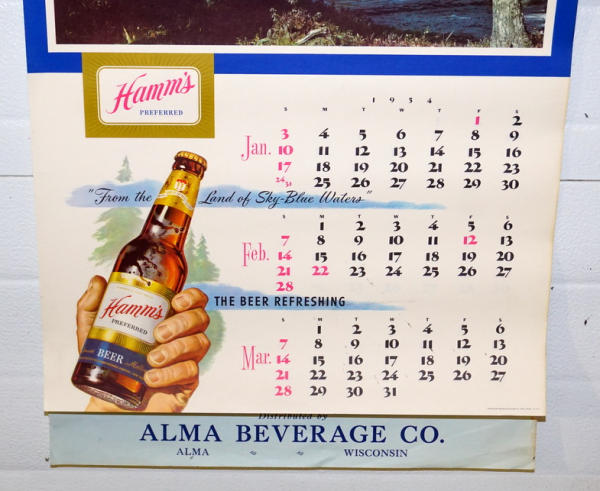 Hamm's
PREFERRED
1954
S M T W T F S
1 2
Jan. 3 4 5 6 7 8 9
10 11 12 13 14 15 16
17 18 19 20 21 22 23
24/31 25 26 27 28 29 30
"From the Land of Sky-Blue Waters"
S M T W T F S
1 2 3 4 5 6
Feb. 7 8 9 10 11 12 13
14 15 16 17 18 19 20
21 22 23 24 25 26 27
28
THE BEER REFRESHING
S M T W T F S
1 2 3 4 5 6
Mar. 7 8 9 10 11 12 13
14 15 16 17 18 19 20
21 22 23 24 25 26 27
28 29 30 31
Hamm's
PREFERRED
BEER
Distributed by
ALMA BEVERAGE CO.
ALMA WISCONSIN